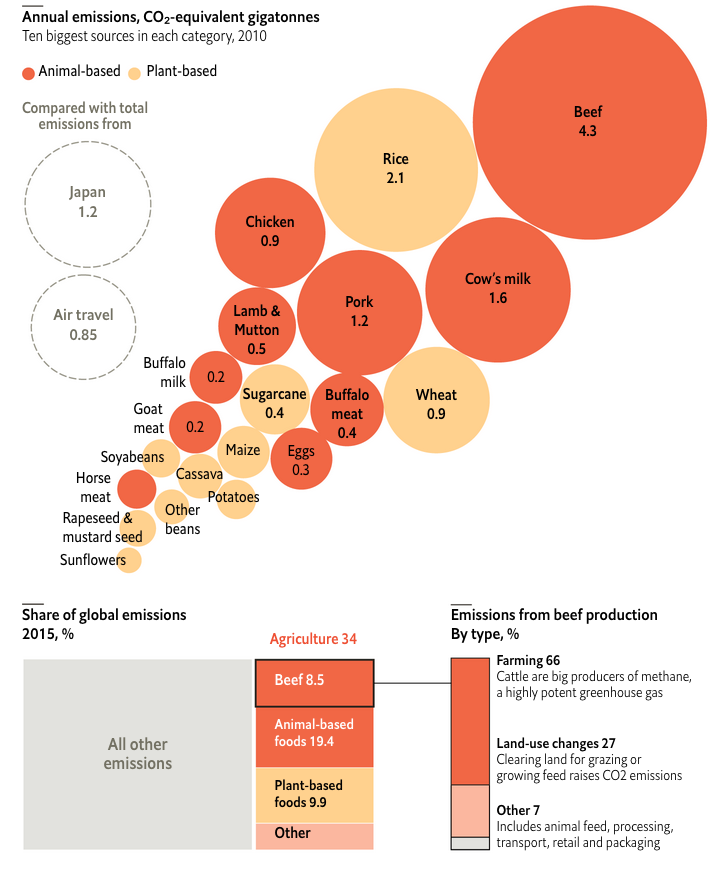 Annual emissions, CO₂-equivalent gigatonnes
Ten biggest sources in each category, 2010
Animal-based
Plant-based
Compared with total
emissions from
Japan
1.2
Air travel
0.85
Beef
4.3
Rice
2.1
Chicken
0.9
Cow's milk
1.6
Pork
1.2
Lamb &
Mutton
0.5
Buffalo
milk
0.2
Sugarcane
0.4
Buffalo
meat
0.4
Wheat
0.9
Goat
meat
0.2
Maize
Eggs
0.3
Soyabeans
Cassava
Horse
meat
Potatoes
Other
beans
Rapeseed &
mustard seed
Sunflowers
Share of global emissions
2015, %
Agriculture 34
All other
emissions
Beef 8.5
Animal-based
foods 19.4
Plant-based
foods 9.9
Other
Emissions from beef production
By type, %
Farming 66
Cattle are big producers of methane,
a highly potent greenhouse gas
Land-use changes 27
Clearing land for grazing or
growing feed raises CO2 emissions
Other 7
Includes animal feed, processing,
transport, retail and packaging